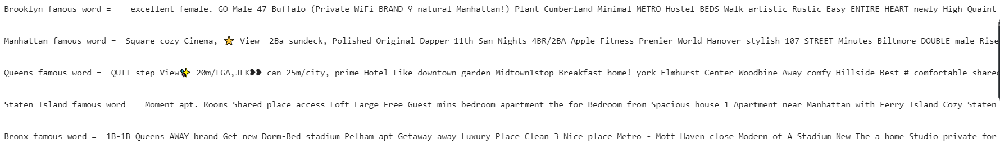 Brooklyn famous word =  _ excellent female. GO Male 47 Buffalo (Private WiFi BRAND ♀ natural Manhattan!) Plant Cumberland Minimal METRO Hostel BEDS Walk artistic Rustic Easy ENTIRE HEART newly High Quaint
Manhattan famous word =  Square-cozy Cinema, ⭐ View- 2Ba sundeck, Polished Original Dapper 11th San Nights 4BR/2BA Apple Fitness Premier World Hanover stylish 107 STREET Minutes Biltmore DOUBLE male Rise
Queens famous word =  QUIT step View✨ 20m/LGA,JFK❥❥ can 25m/city, prime Hotel-Like downtown garden-Midtown1stop-Breakfast home! york Elmhurst Center Woodbine Away comfy Hillside Best # comfortable shared
Staten Island famous word =  Moment apt. Rooms Shared place access Loft Large Free Guest mins bedroom apartment the for Bedroom from Spacious house 1 Apartment near Manhattan with Ferry Island Cozy Staten
Bronx famous word =  1B-1B Queens AWAY brand Get new Dorm-Bed stadium Pelham apt Getaway away Luxury Place Clean 3 Nice place Metro - Mott Haven close Modern of A Stadium New The a home Studio private for